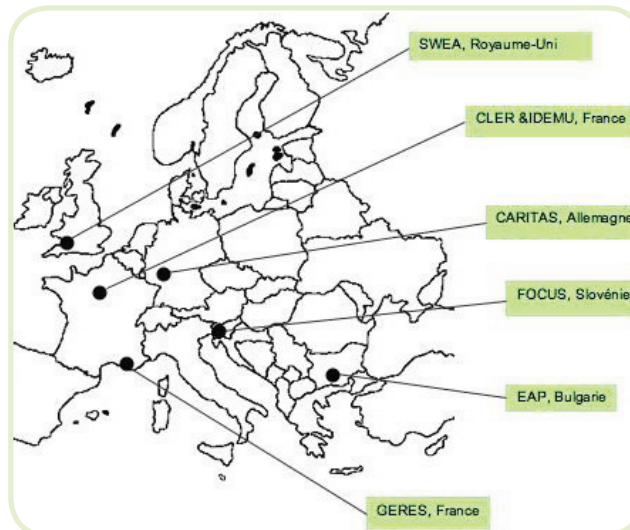 SWEA, Royaume-Uni
CLER &IDEMU, France
CARITAS, Allemagne
FOCUS, Slovénie
EAP, Bulgarie
GERES, France